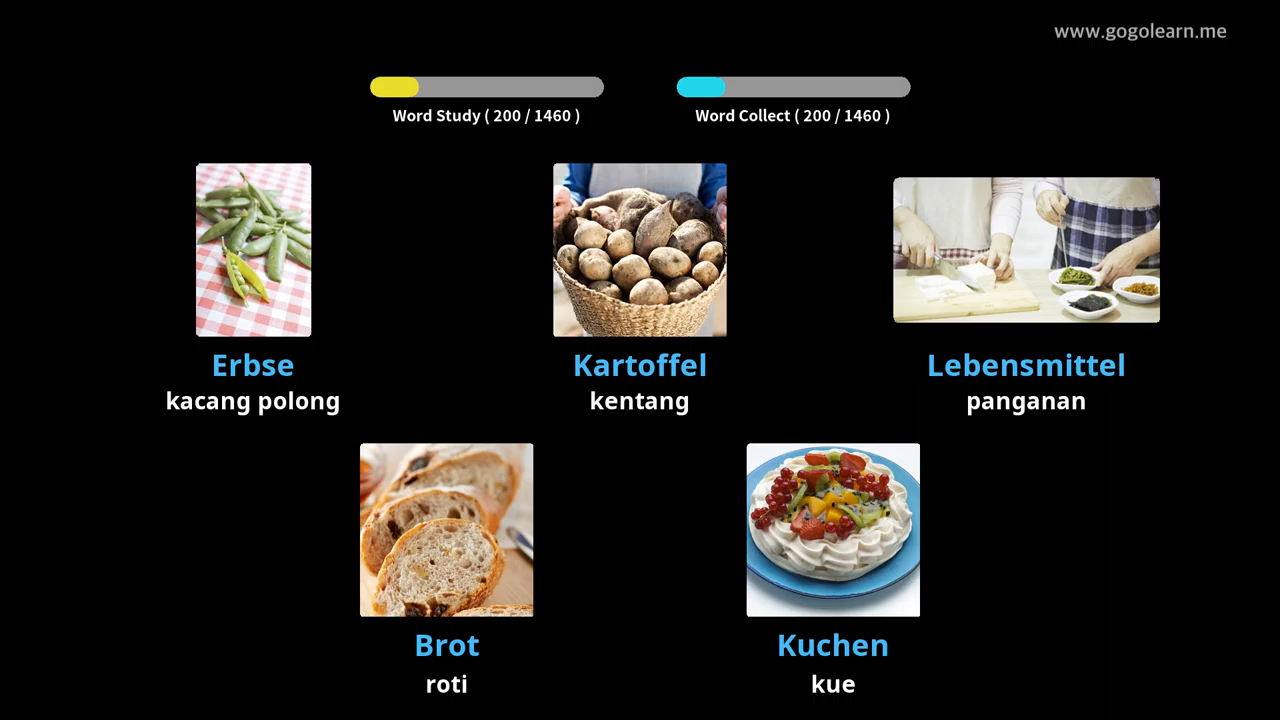 www.gogolearn.me
Word Study ( 200 / 1460 )
Word Collect ( 200 / 1460 )
Erbse
kacang polong
Kartoffel
kentang
Lebensmittel
panganan
Brot
roti
Kuchen
kue